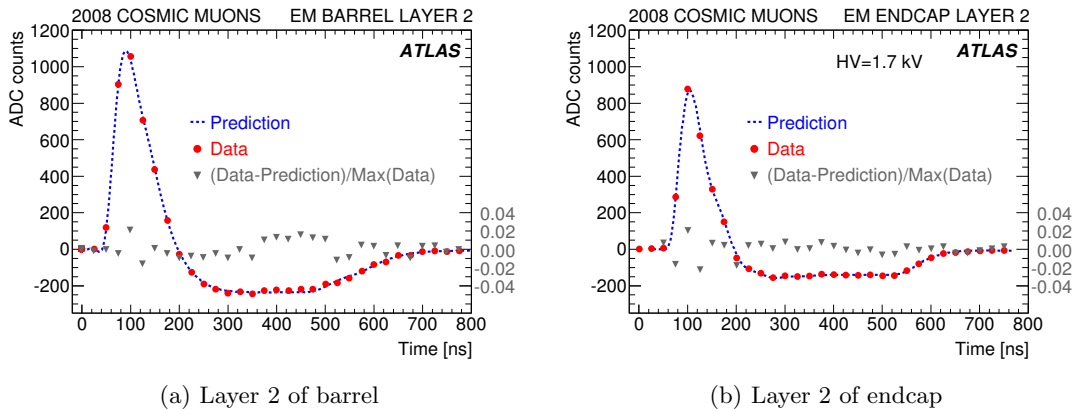 2008 COSMIC MUONS EM BARREL LAYER 2
ADC counts
1200
1000
800
600
400
200
0
-200
ATLAS
Prediction
Data
(Data-Prediction)/Max(Data)
0.04
0.02
0.00
-0.02
-0.04
0 100 200 300 400 500 600 700 800
Time [ns]
(a) Layer 2 of barrel
2008 COSMIC MUONS EM ENDCAP LAYER 2
ADC counts
1200
1000
800
600
400
200
0
-200
ATLAS
HV=1.7 kV
Prediction
Data
(Data-Prediction)/Max(Data)
0.04
0.02
0.00
-0.02
-0.04
0 100 200 300 400 500 600 700 800
Time [ns]
(b) Layer 2 of endcap